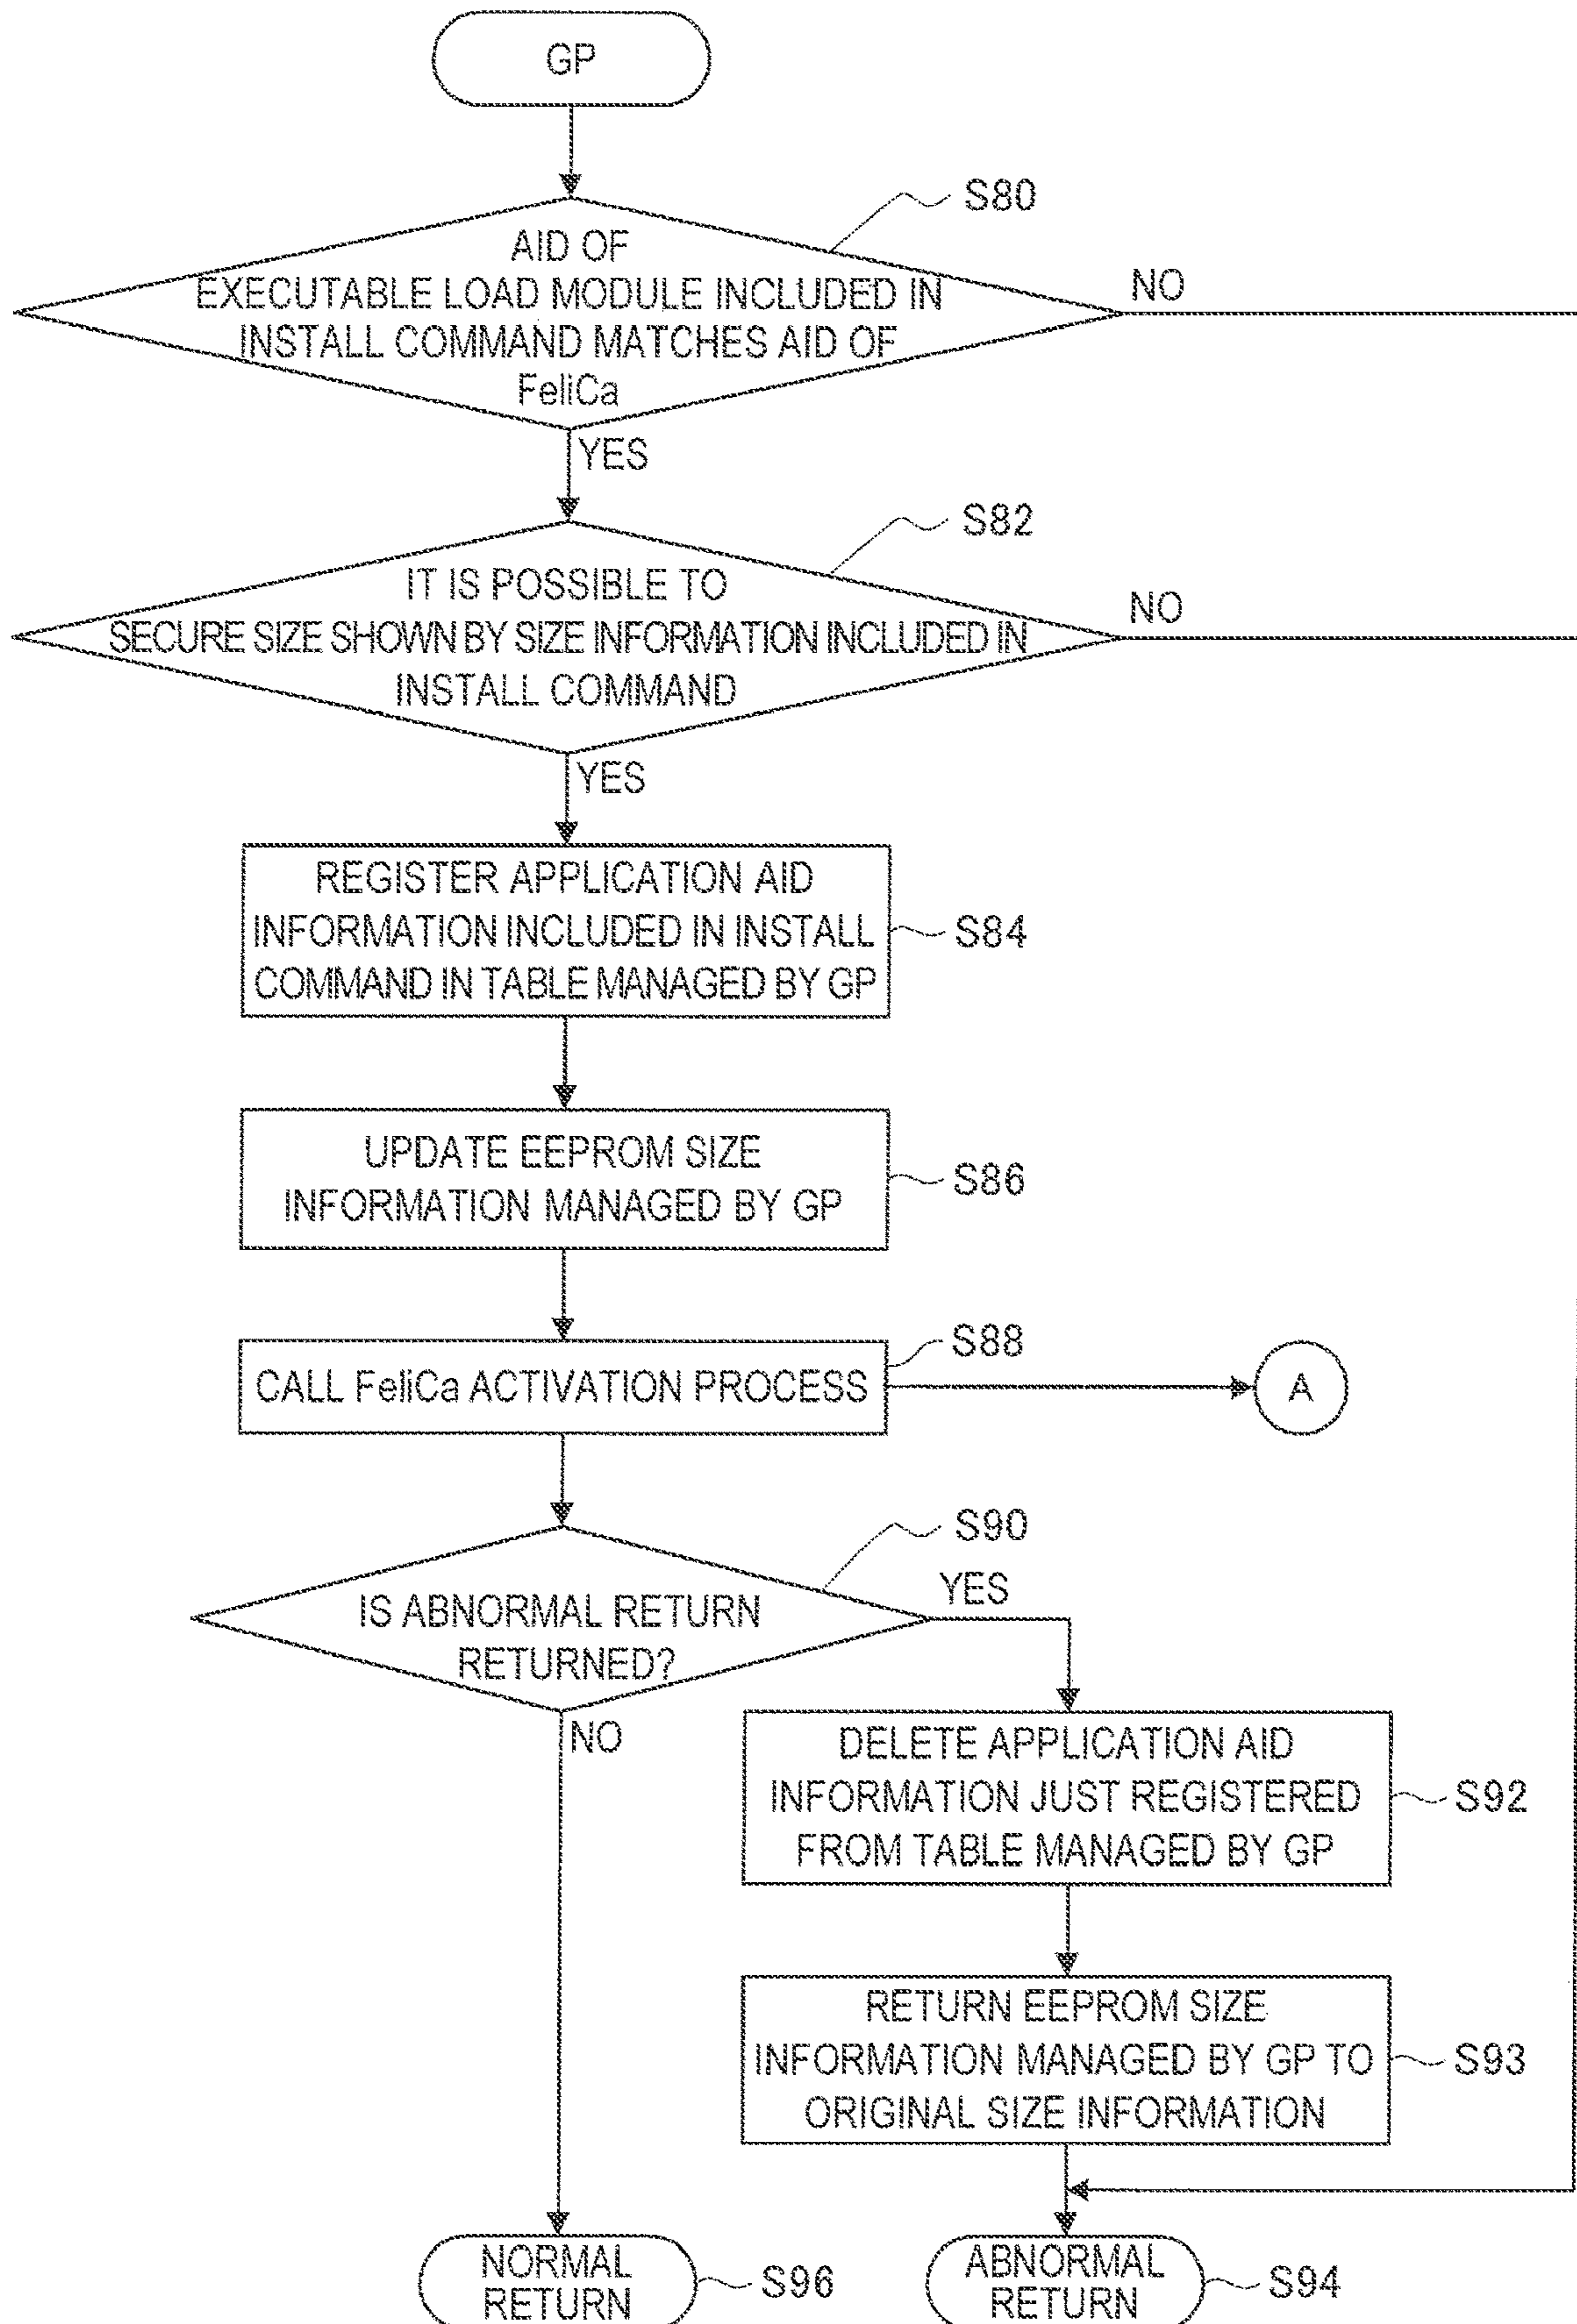 GP
S80
AID OF
EXECUTABLE LOAD MODULE INCLUDED IN
INSTALL COMMAND MATCHES AID OF
FeliCa
NO
YES
S82
IT IS POSSIBLE TO
SECURE SIZE SHOWN BY SIZE INFORMATION INCLUDED IN
INSTALL COMMAND
NO
YES
REGISTER APPLICATION AID
INFORMATION INCLUDED IN INSTALL
COMMAND IN TABLE MANAGED BY GP
S84
UPDATE EEPROM SIZE
INFORMATION MANAGED BY GP
S86
CALL FeliCa ACTIVATION PROCESS
S88
A
S90
IS ABNORMAL RETURN
RETURNED?
YES
NO
DELETE APPLICATION AID
INFORMATION JUST REGISTERED
FROM TABLE MANAGED BY GP
S92
RETURN EEPROM SIZE
INFORMATION MANAGED BY GP TO
ORIGINAL SIZE INFORMATION
S93
NORMAL
RETURN
S96
ABNORMAL
RETURN
S94